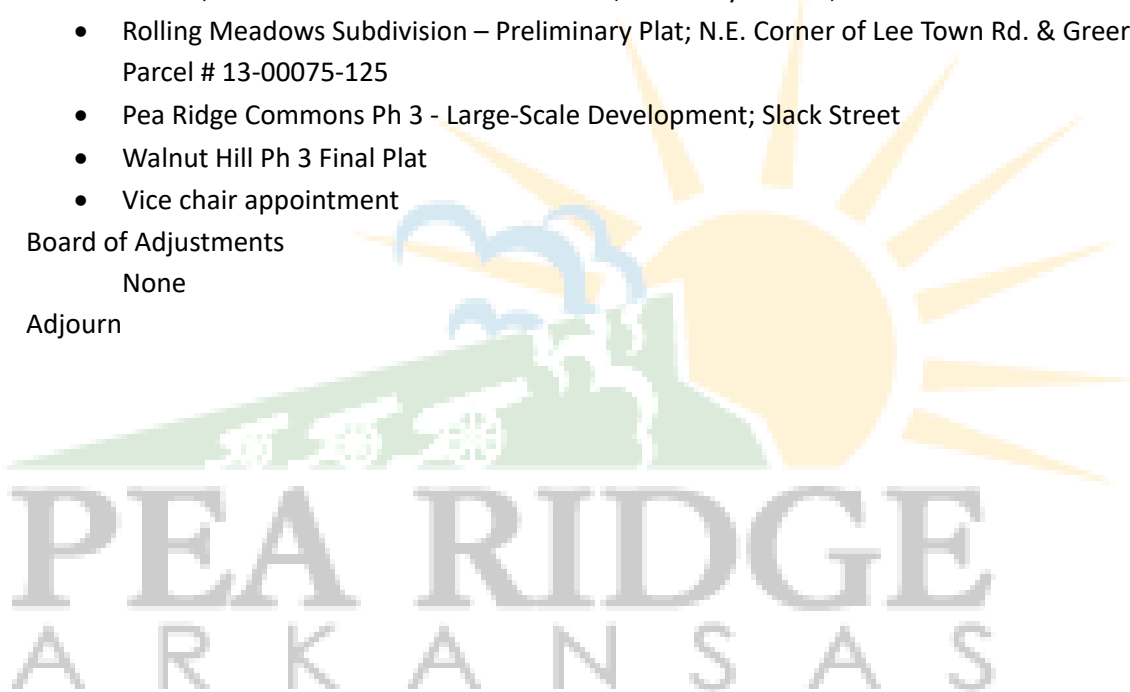 • Rolling Meadows Subdivision – Preliminary Plat; N.E. Corner of Lee Town Rd. & Greer
Parcel # 13-00075-125
• Pea Ridge Commons Ph 3 - Large-Scale Development; Slack Street
• Walnut Hill Ph 3 Final Plat
• Vice chair appointment
Board of Adjustments
None
Adjourn
PEA RIDGE
ARKANSAS